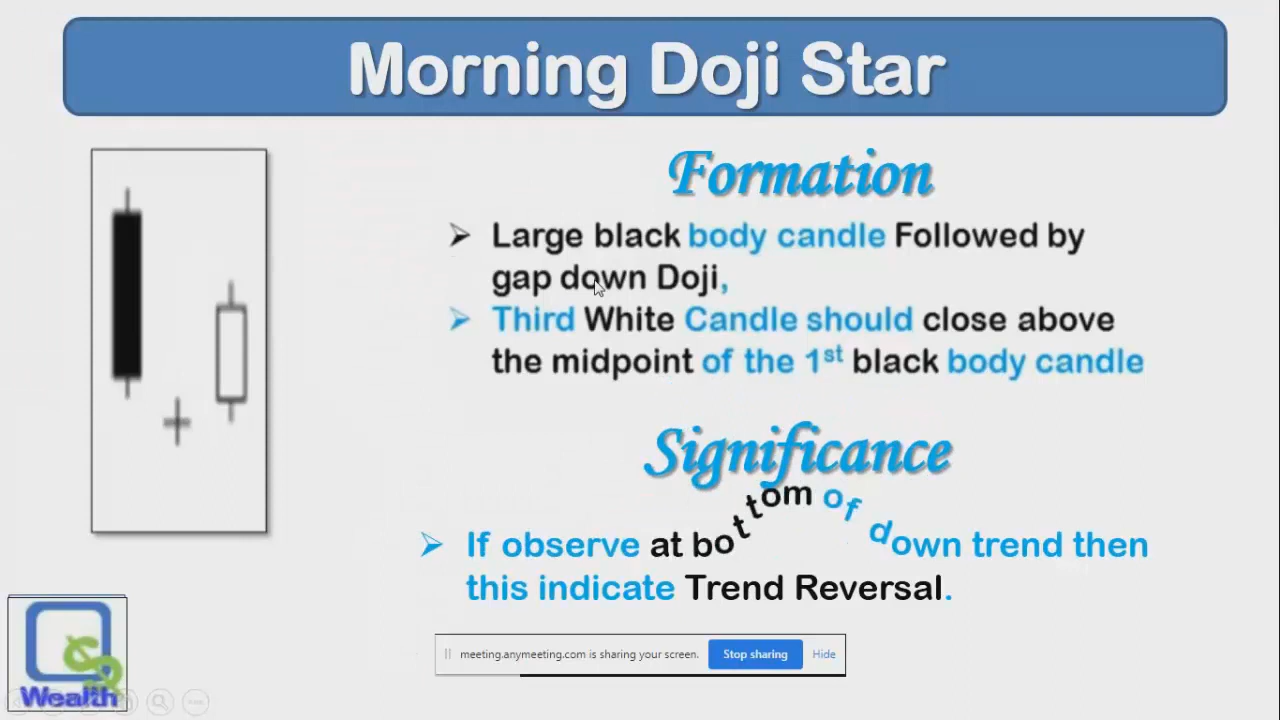 Morning Doji Star
Formation
➢ Large black body candle Followed by
gap down Doji,
➢ Third White Candle should close above
the midpoint of the 1st black body candle
Significance
➢ If observe at bottom of down trend then
this indicate Trend Reversal.
meeting.anymeeting.com is sharing your screen. Stop sharing Hide
Wealth